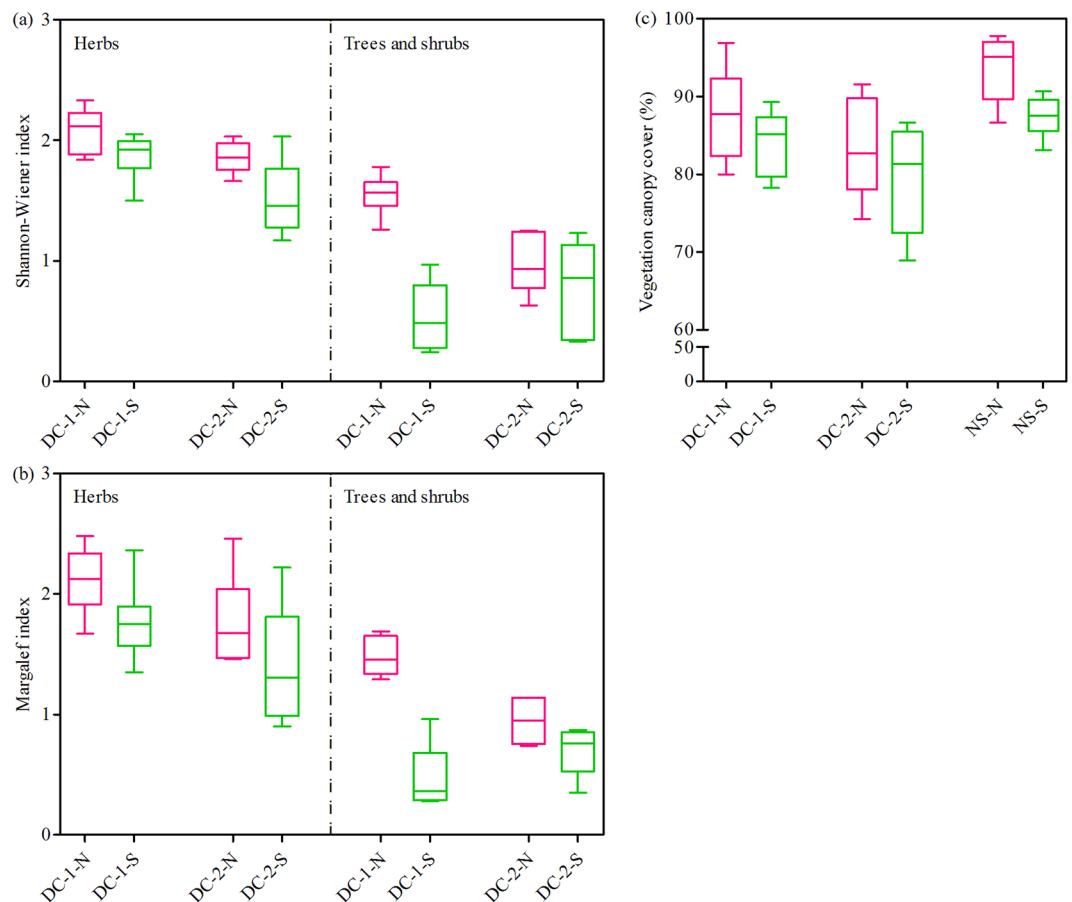 (a)
3
2
1
0
Shannon-Wiener index
Herbs
Trees and shrubs
DC-1-N
DC-1-S
DC-2-N
DC-2-S
DC-1-N
DC-1-S
DC-2-N
DC-2-S
(c)
100
90
80
70
60
50
0
Vegetation canopy cover (%)
DC-1-N
DC-1-S
DC-2-N
DC-2-S
NS-N
NS-S
(b)
3
2
1
0
Margalef index
Herbs
Trees and shrubs
DC-1-N
DC-1-S
DC-2-N
DC-2-S
DC-1-N
DC-1-S
DC-2-N
DC-2-S